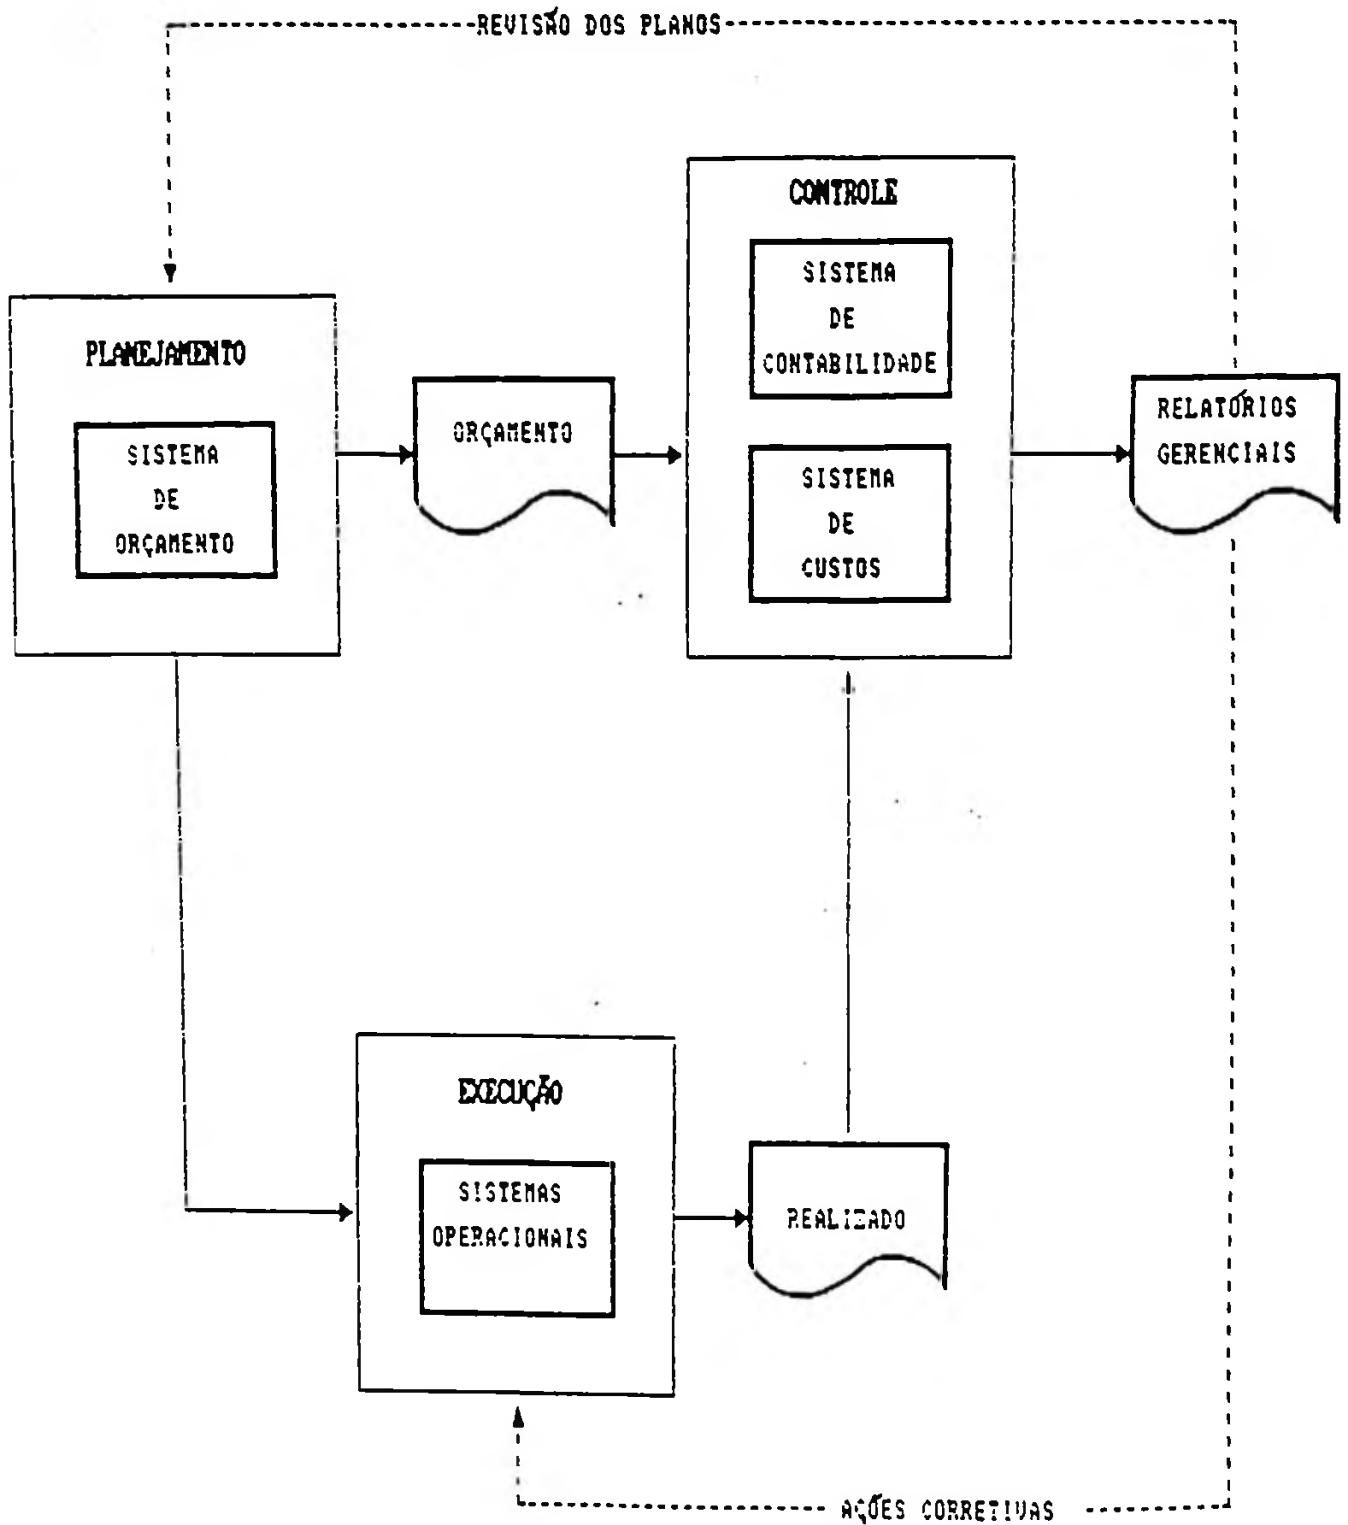 REVISÃO DOS PLANOS
CONTROLE
SISTEMA
DE
CONTABILIDADE
PLANEJAMENTO
SISTEMA
DE
ORÇAMENTO
ORÇAMENTO
SISTEMA
DE
CUSTOS
RELATÓRIOS
GERENCIAIS
EXECUÇÃO
SISTEMAS
OPERACIONAIS
REALIZADO
AÇÕES CORRETIVAS